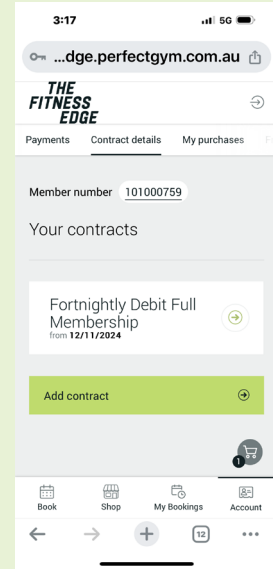 3:17
5G
...dge.perfectgym.com.au
THE
FITNESS
EDGE
Payments Contract details My purchases F
Member number 101000759
Your contracts
Fortnightly Debit Full
Membership
from 12/11/2024
Add contract
1
Book Shop My Bookings Account
12